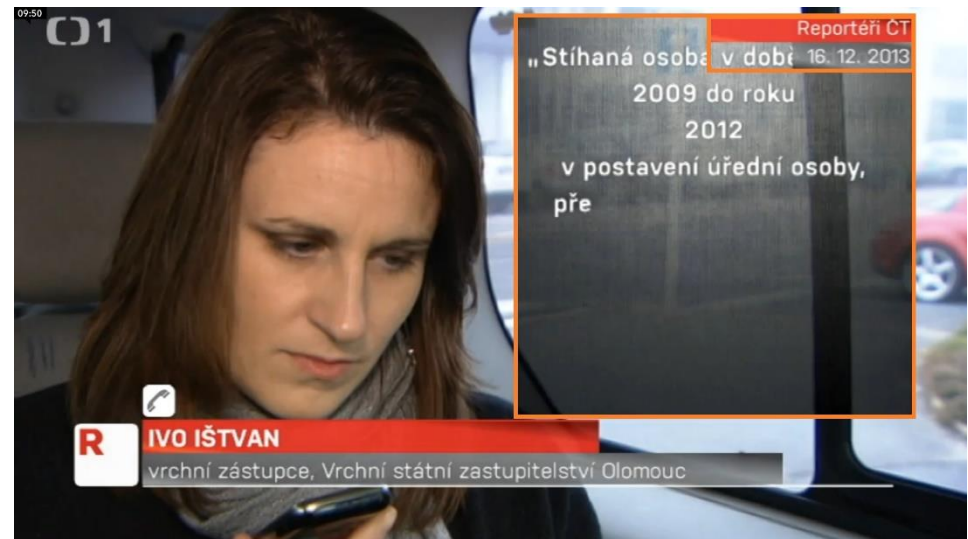 09:50
1
Reportéři ČT
16. 12. 2013
„Stíhaná osoba v době
2009 do roku
2012
v postavení úřední osoby,
pře
IVO IŠTVAN
R
vrchní zástupce, Vrchní státní zastupitelství Olomouc